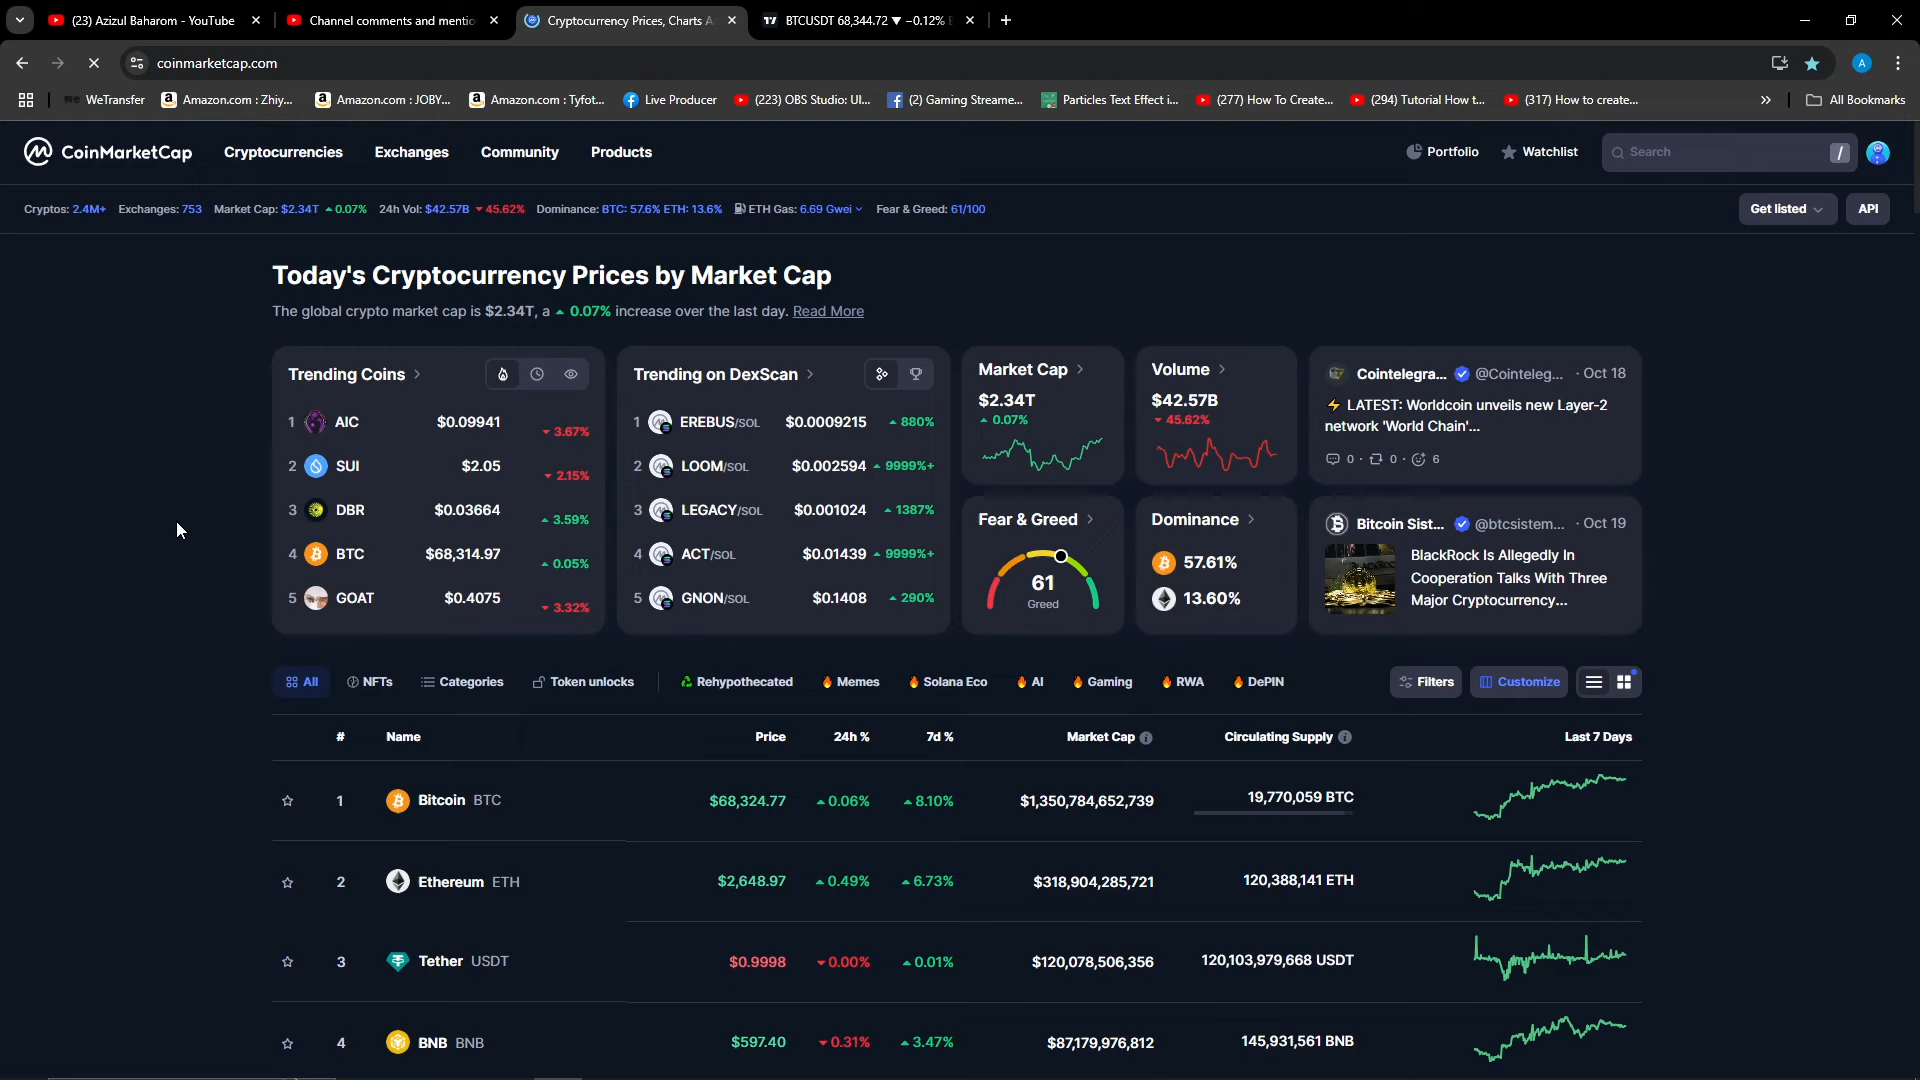 (23) Azizul Baharom - YouTube
Channel comments and mentio
Cryptocurrency Prices, Charts A
BTCUSDT 68,344.72 ▼ −0.12%
coinmarketcap.com
A
WeTransfer
Amazon.com : Zhiy...
Amazon.com : JOBY...
Amazon.com : Tyfot...
Live Producer
(223) OBS Studio: Ul...
(2) Gaming Streame...
Particles Text Effect i...
(277) How To Create...
(294) Tutorial How t...
(317) How to create...
All Bookmarks
CoinMarketCap
Cryptocurrencies
Exchanges
Community
Products
Portfolio
Watchlist
Search
/
Cryptos: 2.4M+
Exchanges: 753
Market Cap: $2.34T ▲ 0.07%
24h Vol: $42.57B ▼ 45.62%
Dominance: BTC: 57.6% ETH: 13.6%
ETH Gas: 6.69 Gwei
Fear & Greed: 61/100
Get listed
API
Today's Cryptocurrency Prices by Market Cap
The global crypto market cap is $2.34T, a ▲ 0.07% increase over the last day. Read More
Trending Coins
1 AIC $0.09941 ▼ 3.67%
2 SUI $2.05 ▼ 2.15%
3 DBR $0.03664 ▲ 3.59%
4 BTC $68,314.97 ▲ 0.05%
5 GOAT $0.4075 ▼ 3.32%
Trending on DexScan
1 EREBUS/SOL $0.0009215 ▲ 880%
2 LOOM/SOL $0.002594 ▲ 9999%+
3 LEGACY/SOL $0.001024 ▲ 1387%
4 ACT/SOL $0.01439 ▲ 9999%+
5 GNON/SOL $0.1408 ▲ 290%
Market Cap
$2.34T
▲ 0.07%
Volume
$42.57B
▼ 45.62%
Fear & Greed
61
Greed
Dominance
57.61%
13.60%
Cointelegra... @Cointeleg... · Oct 18
⚡ LATEST: Worldcoin unveils new Layer-2
network 'World Chain'...
0 · 0 · 6
Bitcoin Sist... @btcsistem... · Oct 19
BlackRock Is Allegedly In
Cooperation Talks With Three
Major Cryptocurrency...
All
NFTs
Categories
Token unlocks
Rehypothecated
Memes
Solana Eco
AI
Gaming
RWA
DePIN
Filters
Customize
# Name Price 24h % 7d % Market Cap Circulating Supply Last 7 Days
1 Bitcoin BTC $68,324.77 ▲ 0.06% ▲ 8.10% $1,350,784,652,739 19,770,059 BTC
2 Ethereum ETH $2,648.97 ▲ 0.49% ▲ 6.73% $318,904,285,721 120,388,141 ETH
3 Tether USDT $0.9998 ▼ 0.00% ▲ 0.01% $120,078,506,356 120,103,979,668 USDT
4 BNB BNB $597.40 ▼ 0.31% ▲ 3.47% $87,179,976,812 145,931,561 BNB